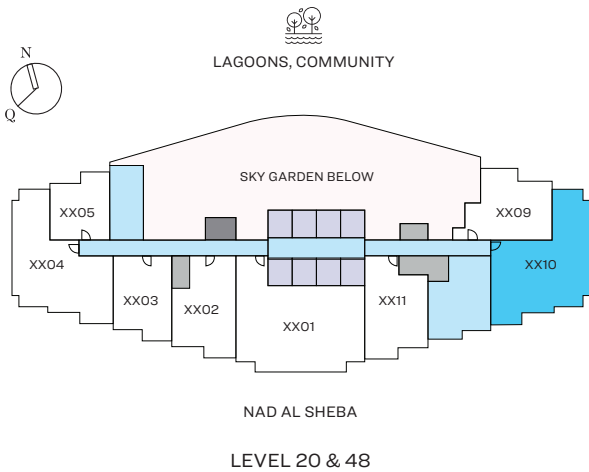 LAGOONS, COMMUNITY
N
Q
SKY GARDEN BELOW
XX05
XX09
XX04
XX10
XX03
XX02
XX01
XX11
NAD AL SHEBA
LEVEL 20 & 48